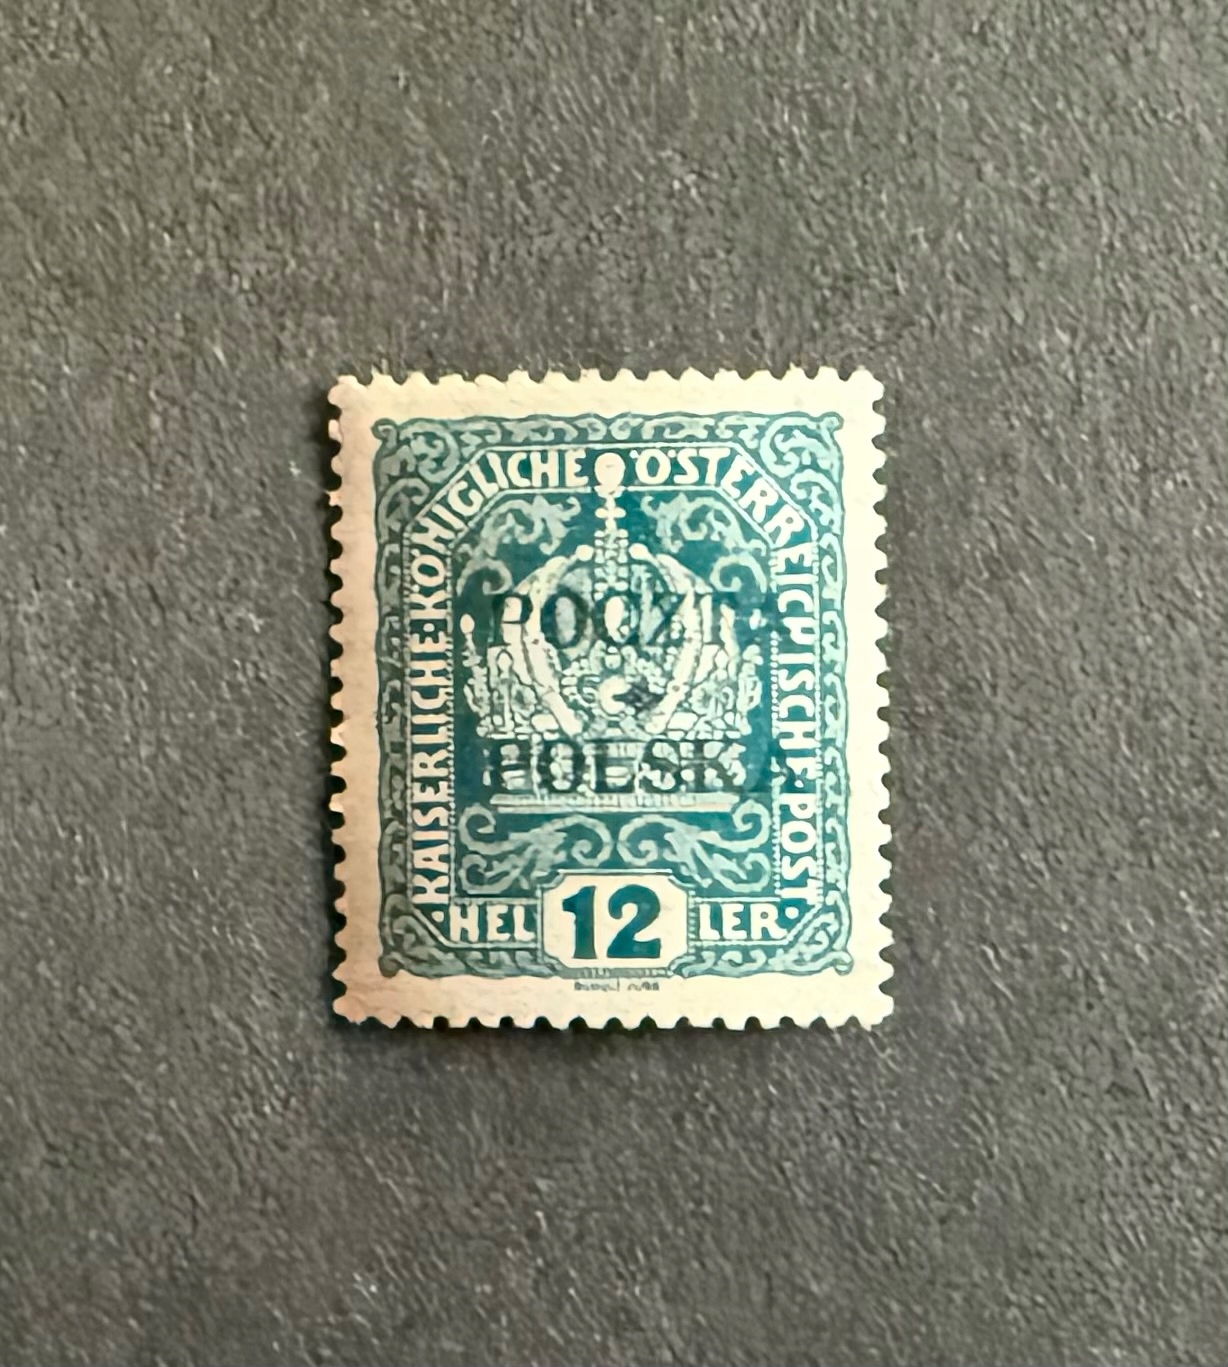 KAISERLICHE·KÖNIGLICHE ÖSTERREICHISCHE·POST·
POCZTA
POLSKA
·HEL 12 LER·